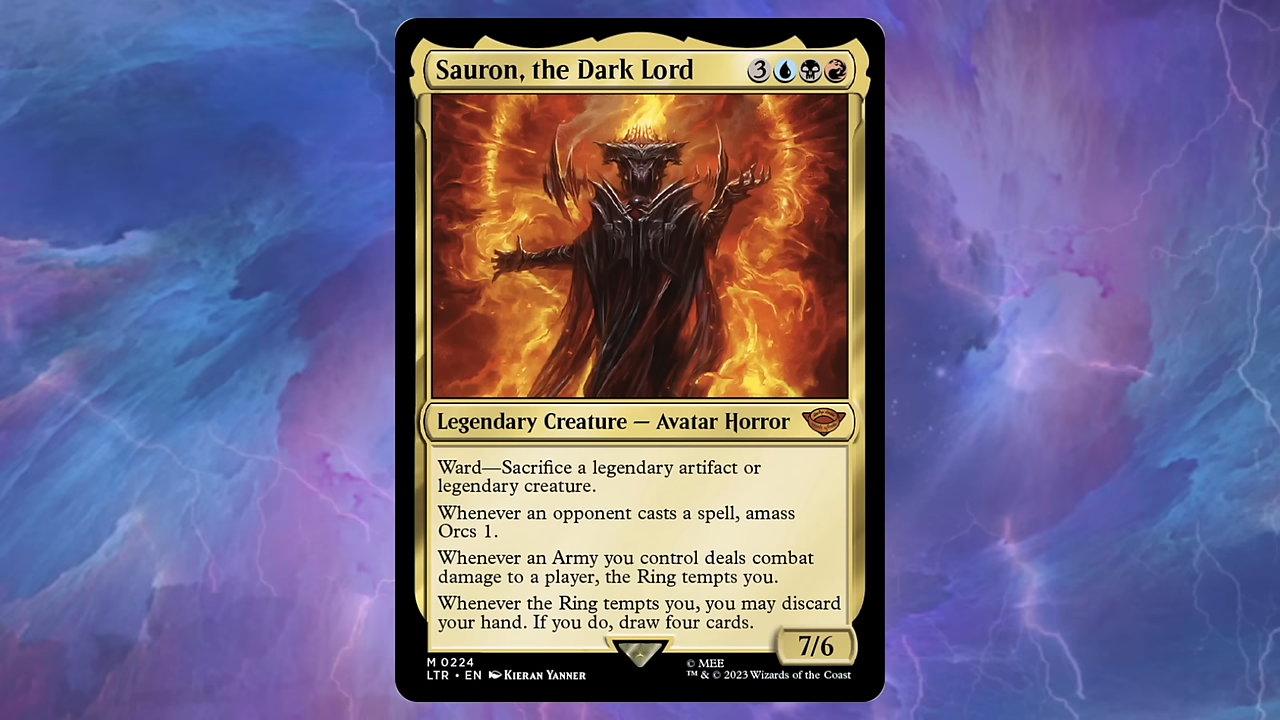 Sauron, the Dark Lord 3
Legendary Creature — Avatar Horror
Ward—Sacrifice a legendary artifact or
legendary creature.
Whenever an opponent casts a spell, amass
Orcs 1.
Whenever an Army you control deals combat
damage to a player, the Ring tempts you.
Whenever the Ring tempts you, you may discard
your hand. If you do, draw four cards.
7/6
M 0224
LTR • EN KIERAN YANNER
© MEE
™ & © 2023 Wizards of the Coast